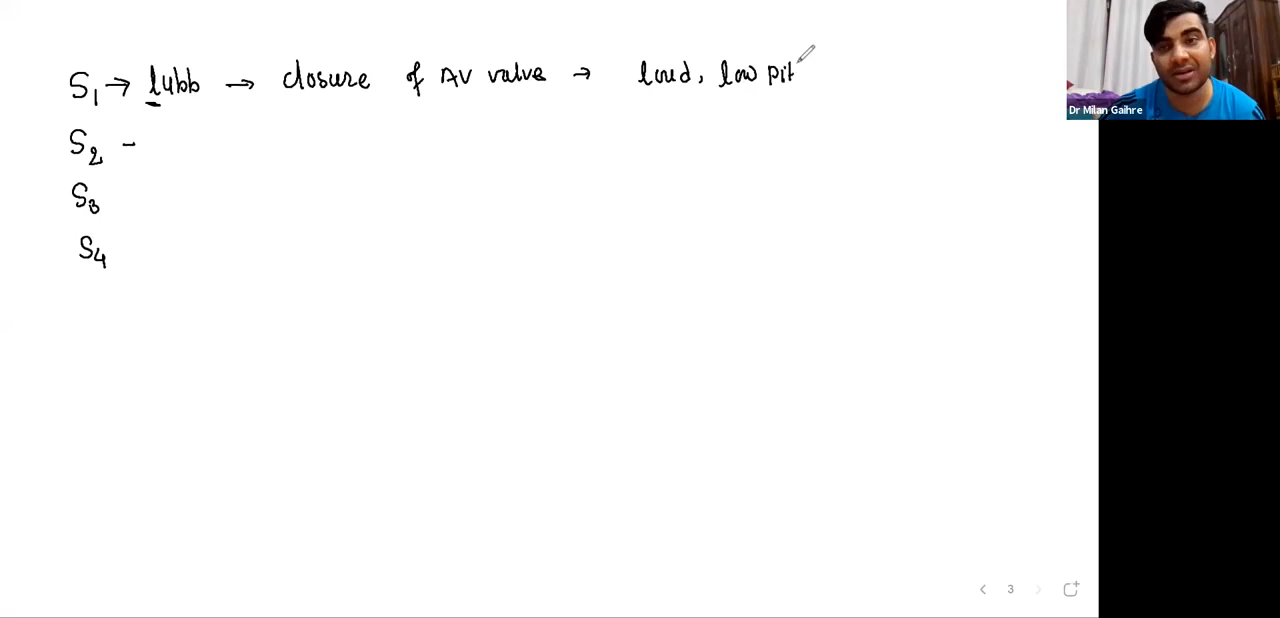 S₁ → lubb → closure of AV valve → loud, low pit
S₂ -
S₃
S₄
Dr Milan Gaihre
3